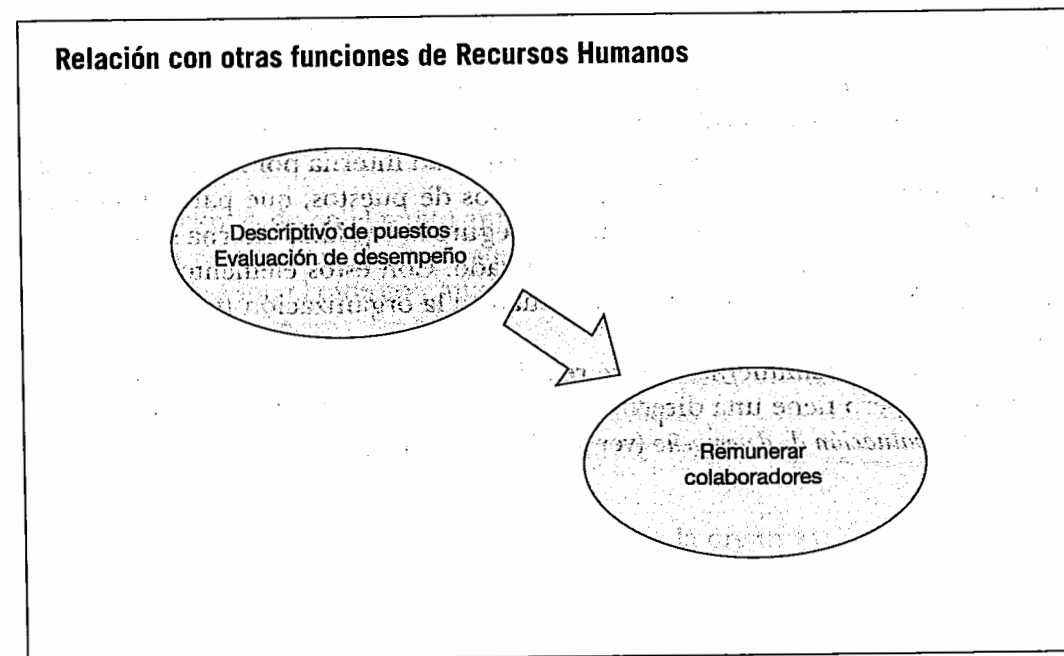 Relación con otras funciones de Recursos Humanos
Descriptivo de puestos
Evaluación de desempeño
Remunerar
colaboradores